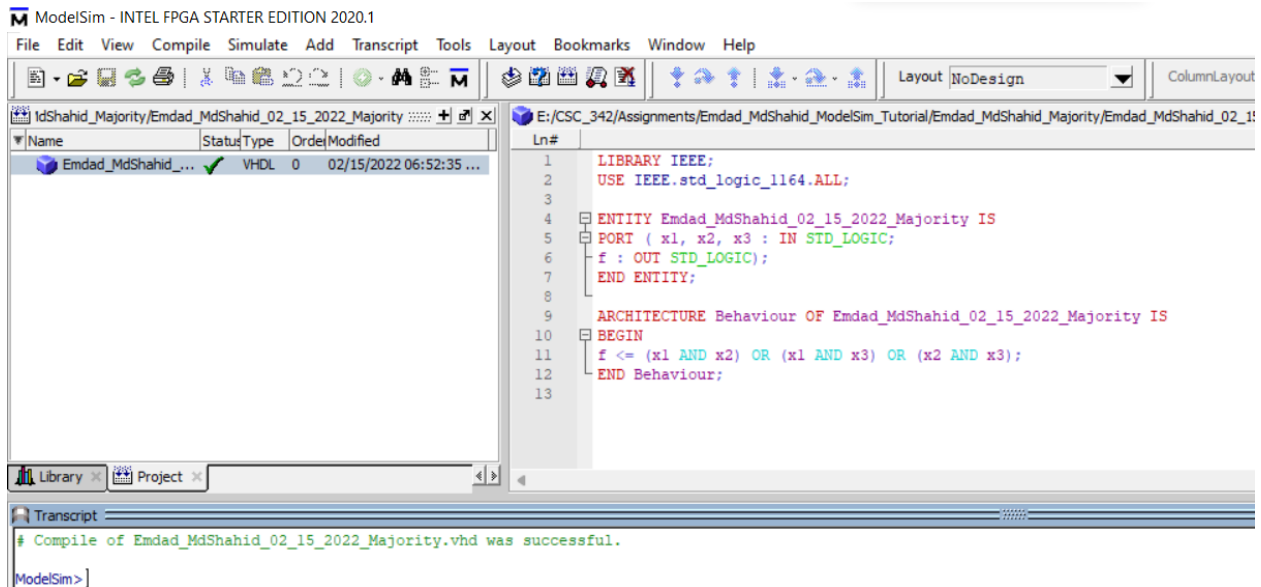 ModelSim - INTEL FPGA STARTER EDITION 2020.1
File Edit View Compile Simulate Add Transcript Tools Layout Bookmarks Window Help
Layout NoDesign ColumnLayout
1dShahid_Majority/Emdad_MdShahid_02_15_2022_Majority
Name Status Type Order Modified
Emdad_MdShahid_... VHDL 0 02/15/2022 06:52:35 ...
Library Project
E:/CSC_342/Assignments/Emdad_MdShahid_ModelSim_Tutorial/Emdad_MdShahid_Majority/Emdad_MdShahid_02_15
Ln#
1 LIBRARY IEEE;
2 USE IEEE.std_logic_1164.ALL;
3
4 ENTITY Emdad_MdShahid_02_15_2022_Majority IS
5 PORT ( x1, x2, x3 : IN STD_LOGIC;
6 f : OUT STD_LOGIC);
7 END ENTITY;
8
9 ARCHITECTURE Behaviour OF Emdad_MdShahid_02_15_2022_Majority IS
10 BEGIN
11 f <= (x1 AND x2) OR (x1 AND x3) OR (x2 AND x3);
12 END Behaviour;
13
Transcript
# Compile of Emdad_MdShahid_02_15_2022_Majority.vhd was successful.
ModelSim>